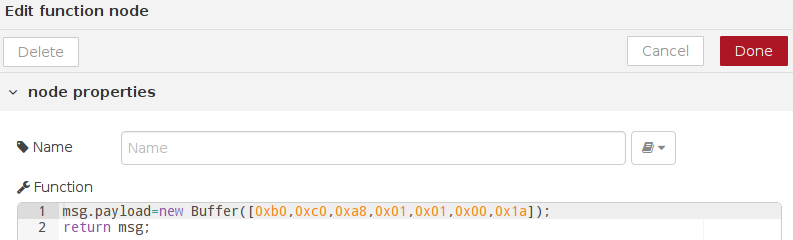 Edit function node
Delete
Cancel
Done
node properties
Name
Name
Function
1 msg.payload=new Buffer([0xb0,0xc0,0xa8,0x01,0x01,0x00,0x1a]);
2 return msg;